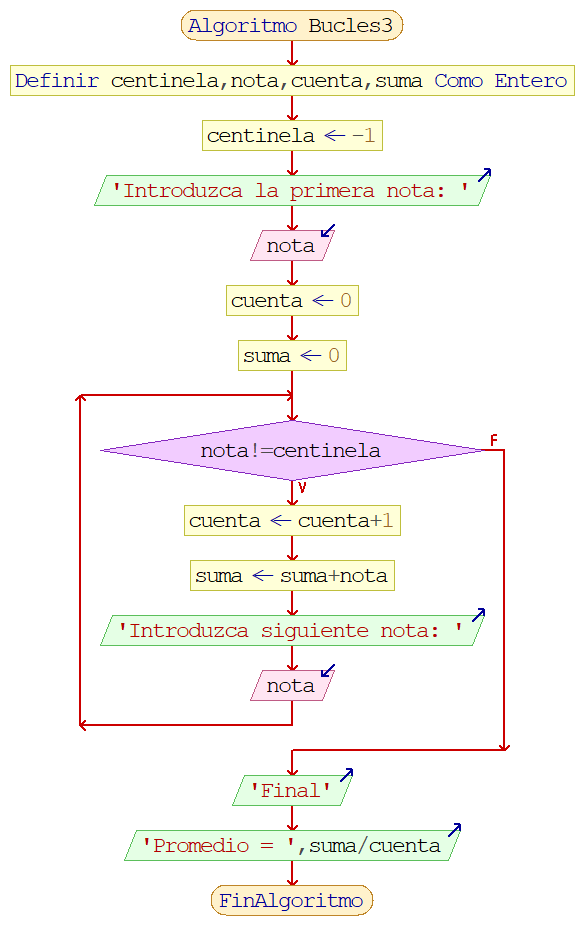 Algoritmo Bucles3
Definir centinela,nota,cuenta,suma Como Entero
centinela ← -1
'Introduzca la primera nota: '
nota
cuenta ← 0
suma ← 0
nota!=centinela
F
V
cuenta ← cuenta+1
suma ← suma+nota
'Introduzca siguiente nota: '
nota
'Final'
'Promedio = ',suma/cuenta
FinAlgoritmo